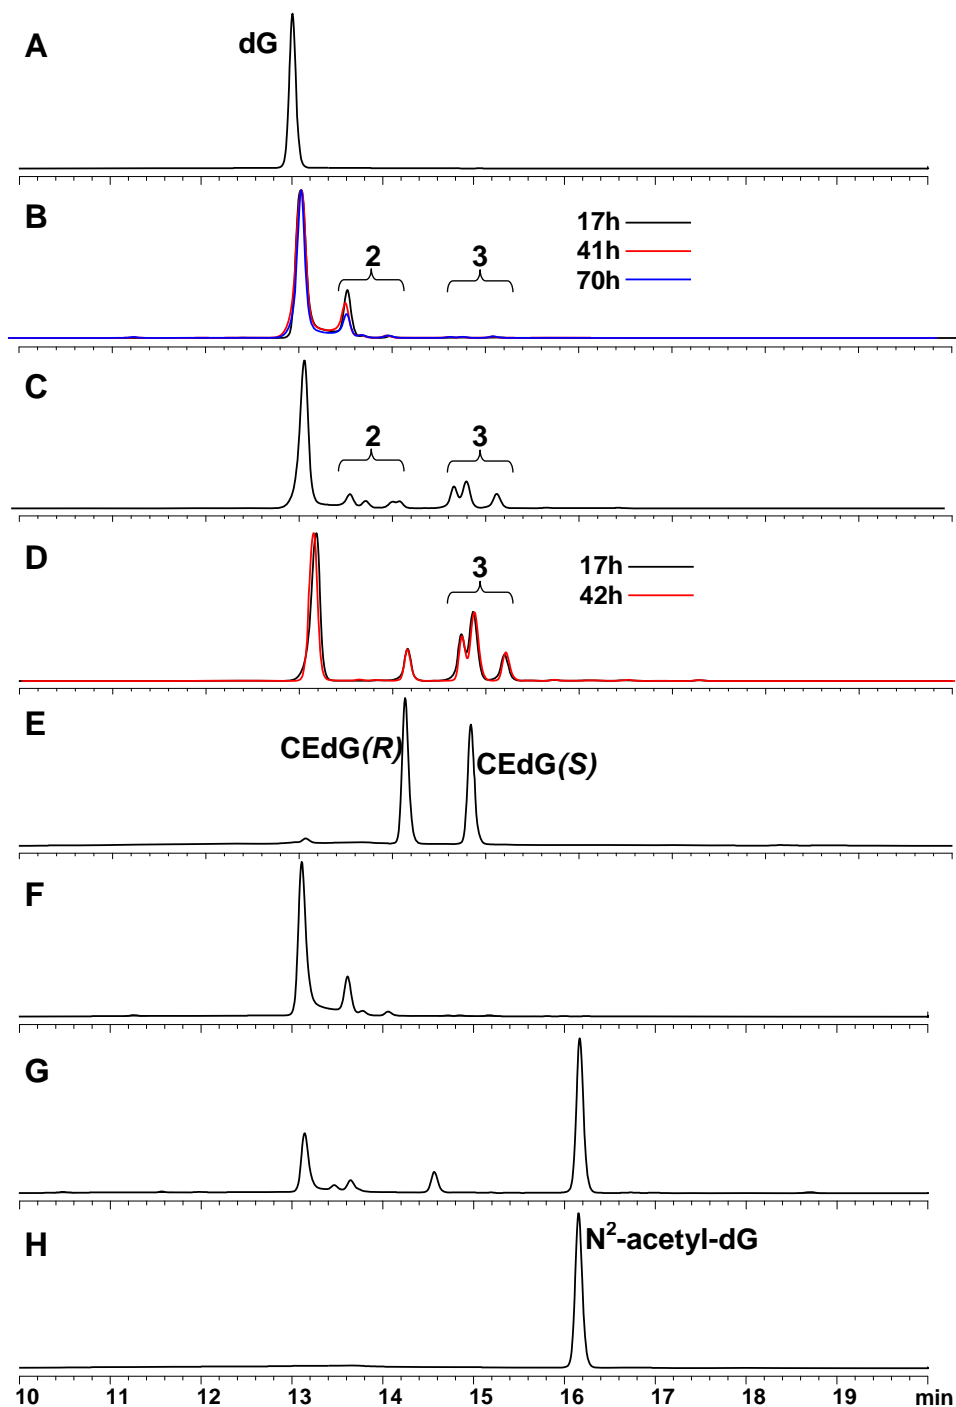 A
dG
B
17h
41h
70h
2
3
C
2
3
D
17h
42h
3
E
CEdG(R)
CEdG(S)
F
G
H
N²-acetyl-dG
10 11 12 13 14 15 16 17 18 19 min